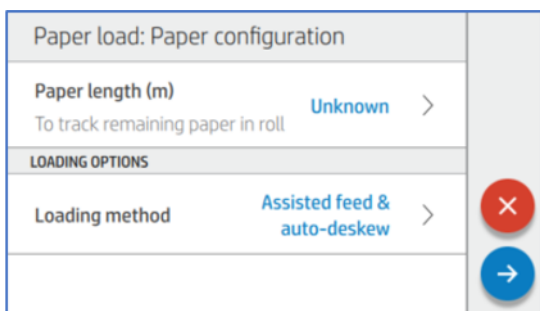 Paper load: Paper configuration
Paper length (m)
Unknown
To track remaining paper in roll
LOADING OPTIONS
Loading method
Assisted feed &
auto-deskew